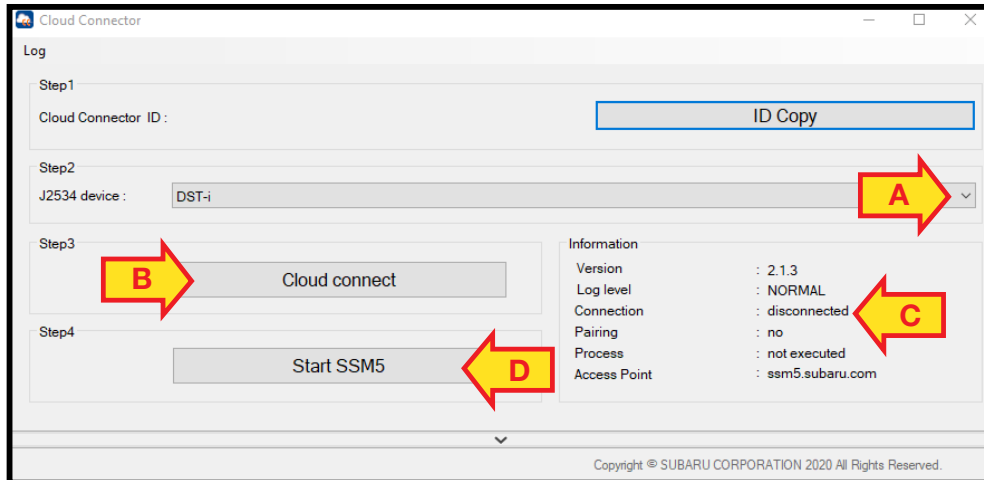 Cloud Connector
Log
Step1
Cloud Connector ID :
ID Copy
Step2
J2534 device :
DST-i
A
Step3
B
Cloud connect
Step4
Start SSM5
D
Information
Version : 2.1.3
Log level : NORMAL
Connection : disconnected
C
Pairing : no
Process : not executed
Access Point : ssm5.subaru.com
Copyright © SUBARU CORPORATION 2020 All Rights Reserved.